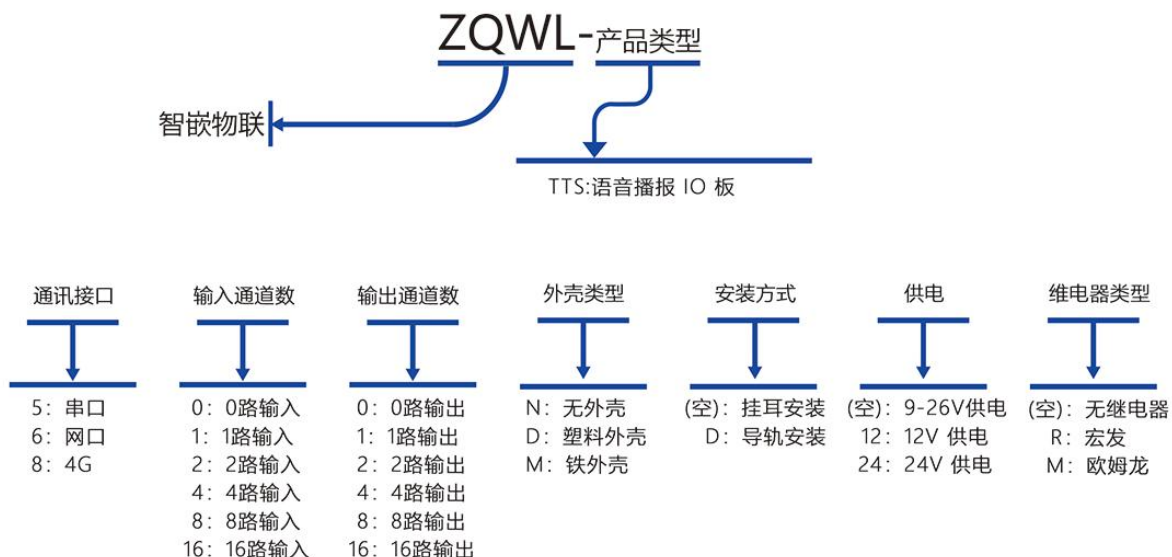 ZQWL-产品类型
智嵌物联
TTS:语音播报 IO 板
通讯接口 输入通道数 输出通道数 外壳类型 安装方式 供电 维电器类型
5: 串口 0: 0路输入 0: 0路输出 N: 无外壳 (空): 挂耳安装 (空): 9-26V供电 (空): 无继电器
6: 网口 1: 1路输入 1: 1路输出 D: 塑料外壳 D: 导轨安装 12: 12V 供电 R: 宏发
8: 4G 2: 2路输入 2: 2路输出 M: 铁外壳 24: 24V 供电 M: 欧姆龙
4: 4路输入 4: 4路输出
8: 8路输入 8: 8路输出
16: 16路输入 16: 16路输出